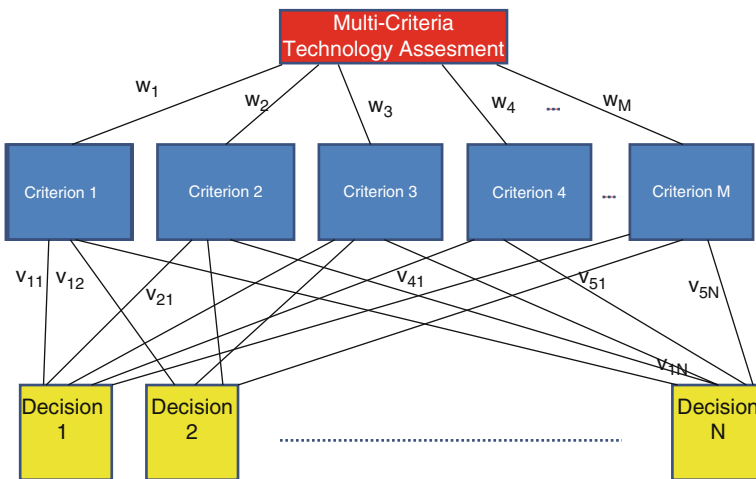 Multi-Criteria
Technology Assesment
w1
w2
w3
w4
...
wM
Criterion 1
Criterion 2
Criterion 3
Criterion 4
...
Criterion M
v11
v12
v21
v41
v51
v5N
v1N
Decision
1
Decision
2
Decision
N